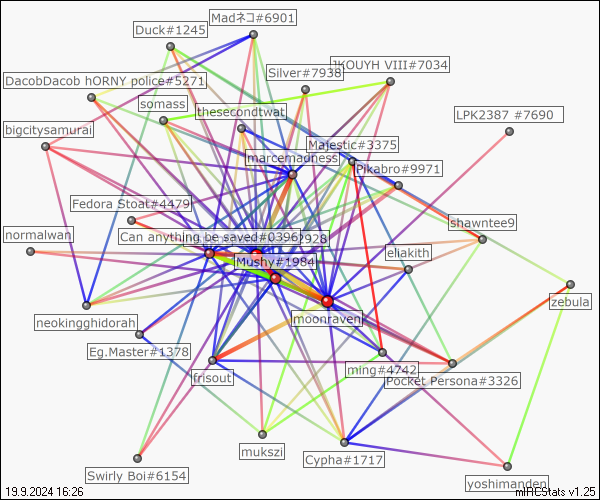 Madネコ#6901
Duck#1245
JKOUYH VIII#7034
Silver#7938
DacobDacob hORNY police#5271
somass
thesecondtwat
LPK2387 #7690
bigcitysamurai
Majestic#3375
marcemadness
Pikabro#9971
Fedora Stoat#4479
shawntee9
normalwan
Can anything be saved#0396
2928
eliakith
Mushy#1984
zebula
moonraven
neokingghidorah
Eg.Master#1378
ming#4742
frisout
Pocket Persona#3326
mukszi
Cypha#1717
Swirly Boi#6154
yoshimanden
19.9.2024 16:26
mIRCStats v1.25